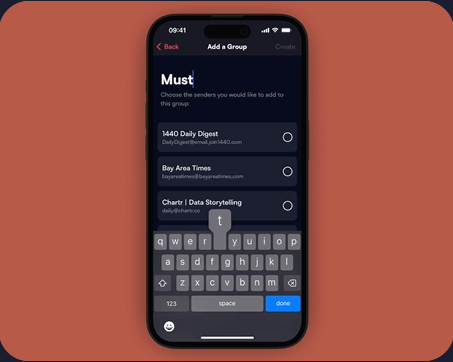 09:41
Back
Add a Group
Create
Must
Choose the senders you would like to add to
this group
1440 Daily Digest
DailyDigest@email.join1440.com
Bay Area Times
bayareatimes@bayareatimes.com
Chartr | Data Storytelling
daily@chartr.co
t
q w e r y u i o p
a s d f g h j k l
z x c v b n m
123 space done